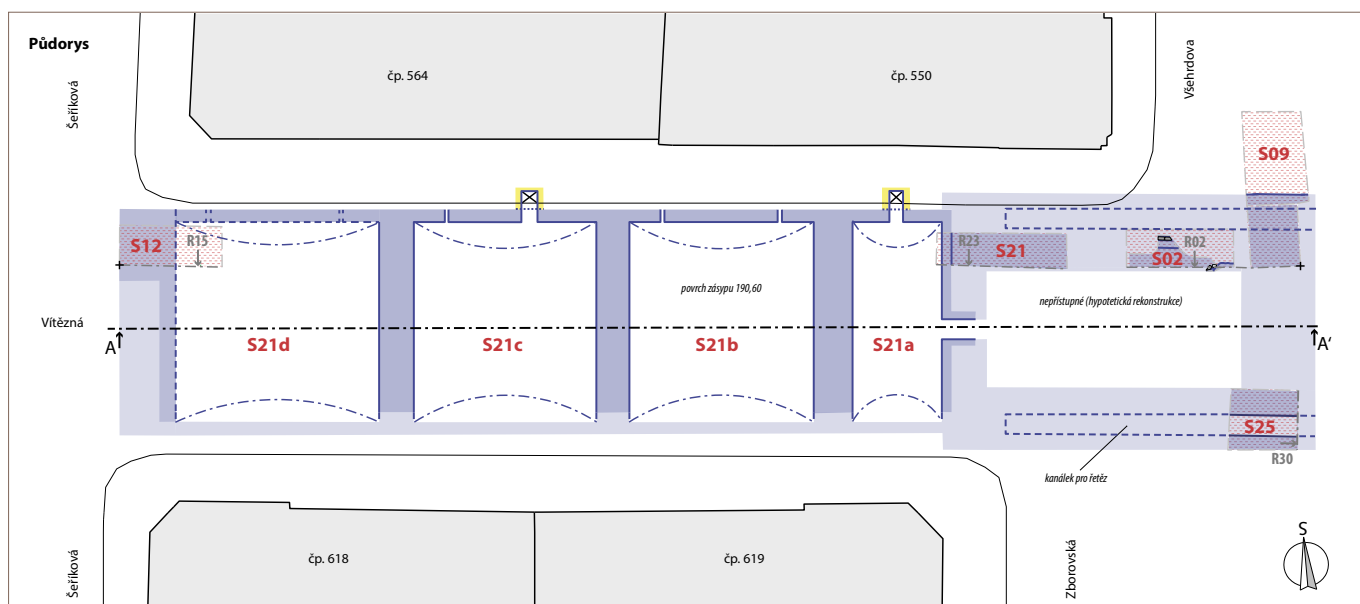 Půdorys
Šeříková
čp. 564
čp. 550
Všehrdova
S09
S12
R15
R23
S21
R02
S02
povrch zásypu 190,60
nepřístupné (hypotetická rekonstrukce)
Vítězná
A
S21d
S21c
S21b
S21a
A'
S25
kanálek pro řetěz
R30
Šeříková
čp. 618
čp. 619
Zborovská
S